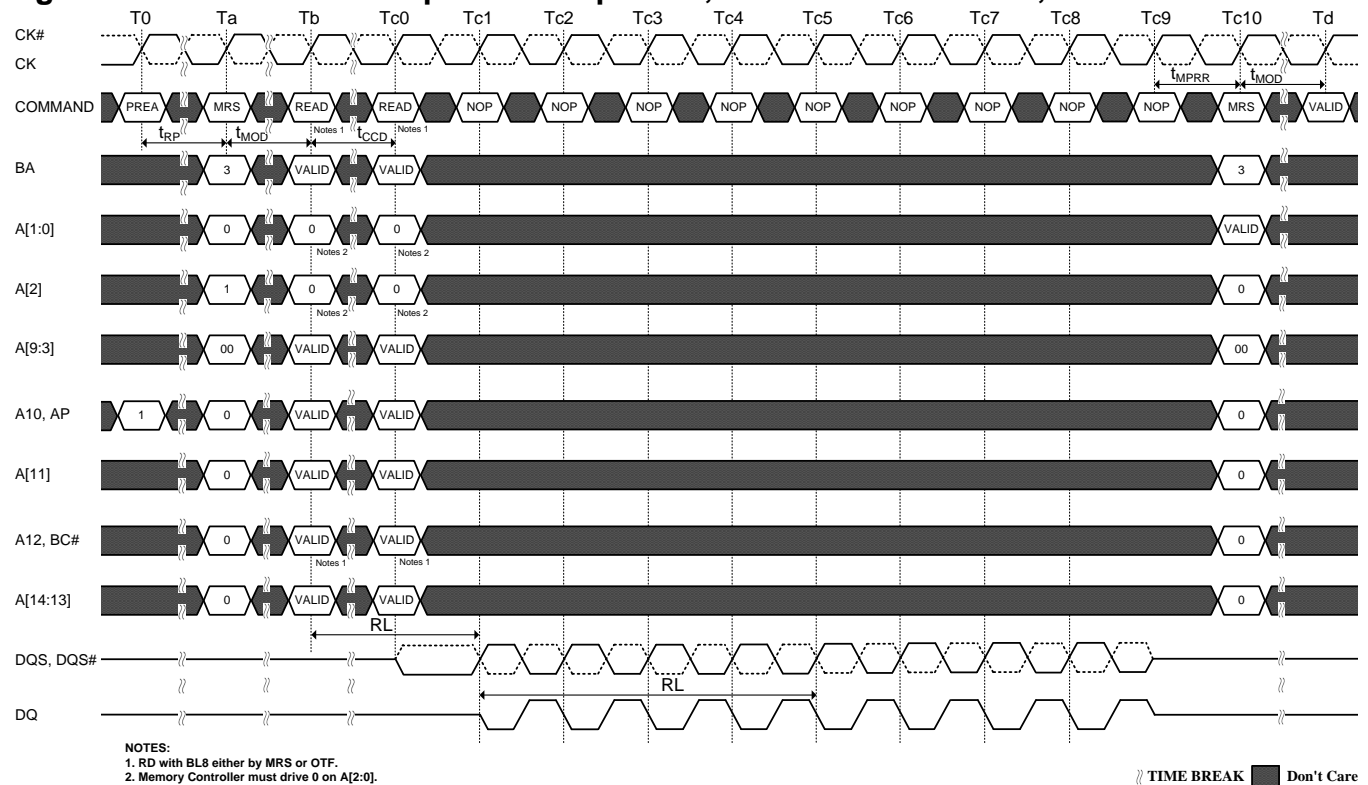 T0 Ta Tb Tc0 Tc1 Tc2 Tc3 Tc4 Tc5 Tc6 Tc7 Tc8 Tc9 Tc10 Td
CK#
CK
tMPRR tMOD
COMMAND PREA MRS READ READ NOP NOP NOP NOP NOP NOP NOP NOP NOP MRS VALID
Notes 1 Notes 1
tRP tMOD tCCD
BA 3 VALID VALID 3
A[1:0] 0 0 0 VALID
Notes 2 Notes 2
A[2] 1 0 0 0
Notes 2 Notes 2
A[9:3] 00 VALID VALID 00
A10, AP 1 0 VALID VALID 0
A[11] 0 VALID VALID 0
A12, BC# 0 VALID VALID 0
Notes 1 Notes 1
A[14:13] 0 VALID VALID 0
RL
DQS, DQS#
RL
DQ
NOTES:
1. RD with BL8 either by MRS or OTF.
2. Memory Controller must drive 0 on A[2:0].
TIME BREAK Don't Care